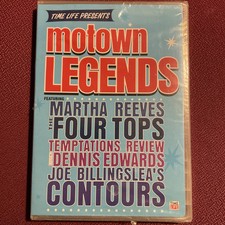 TIME LIFE PRESENTS
motown
LEGENDS
FEATURING:
MARTHA REEVES
THE FOUR TOPS
TEMPTATIONS REVIEW
DENNIS EDWARDS
JOE BILLINGSLEA'S
CONTOURS